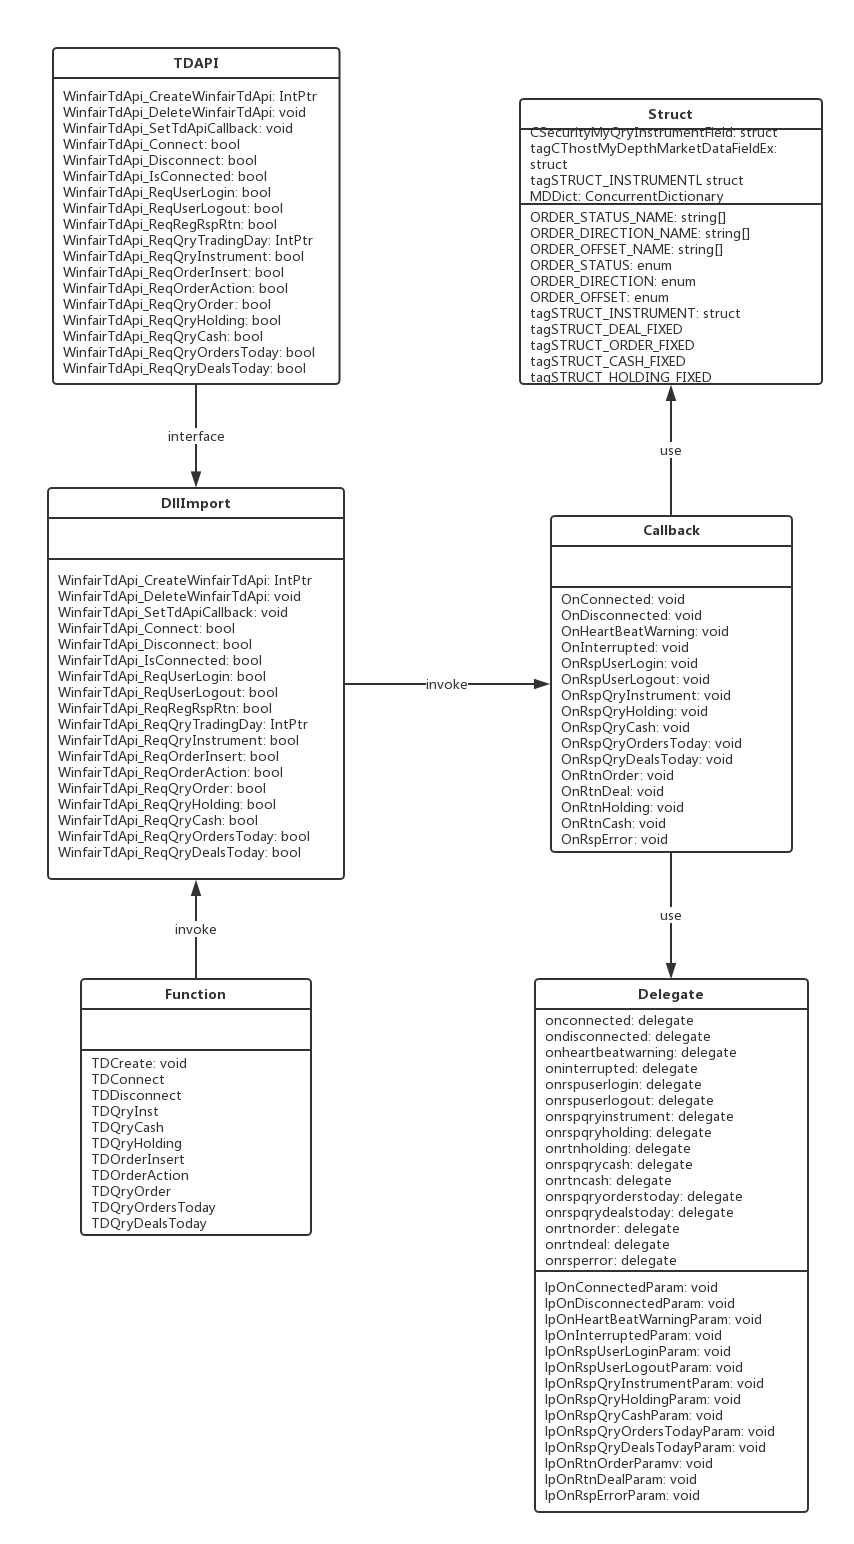 TDAPI
WinfairTdApi_CreateWinfairTdApi: IntPtr
WinfairTdApi_DeleteWinfairTdApi: void
WinfairTdApi_SetTdApiCallback: void
WinfairTdApi_Connect: bool
WinfairTdApi_Disconnect: bool
WinfairTdApi_IsConnected: bool
WinfairTdApi_ReqUserLogin: bool
WinfairTdApi_ReqUserLogout: bool
WinfairTdApi_ReqRegRspRtn: bool
WinfairTdApi_ReqQryTradingDay: IntPtr
WinfairTdApi_ReqQryInstrument: bool
WinfairTdApi_ReqOrderInsert: bool
WinfairTdApi_ReqOrderAction: bool
WinfairTdApi_ReqQryOrder: bool
WinfairTdApi_ReqQryHolding: bool
WinfairTdApi_ReqQryCash: bool
WinfairTdApi_ReqQryOrdersToday: bool
WinfairTdApi_ReqQryDealsToday: bool
Struct
CSecurityMyQryInstrumentField: struct
tagCThostMyDepthMarketDataFieldEx:
struct
tagSTRUCT_INSTRUMENTL struct
MDDict: ConcurrentDictionary
ORDER_STATUS_NAME: string[]
ORDER_DIRECTION_NAME: string[]
ORDER_OFFSET_NAME: string[]
ORDER_STATUS: enum
ORDER_DIRECTION: enum
ORDER_OFFSET: enum
tagSTRUCT_INSTRUMENT: struct
tagSTRUCT_DEAL_FIXED
tagSTRUCT_ORDER_FIXED
tagSTRUCT_CASH_FIXED
tagSTRUCT_HOLDING_FIXED
interface
use
DllImport
WinfairTdApi_CreateWinfairTdApi: IntPtr
WinfairTdApi_DeleteWinfairTdApi: void
WinfairTdApi_SetTdApiCallback: void
WinfairTdApi_Connect: bool
WinfairTdApi_Disconnect: bool
WinfairTdApi_IsConnected: bool
WinfairTdApi_ReqUserLogin: bool
WinfairTdApi_ReqUserLogout: bool
WinfairTdApi_ReqRegRspRtn: bool
WinfairTdApi_ReqQryTradingDay: IntPtr
WinfairTdApi_ReqQryInstrument: bool
WinfairTdApi_ReqOrderInsert: bool
WinfairTdApi_ReqOrderAction: bool
WinfairTdApi_ReqQryOrder: bool
WinfairTdApi_ReqQryHolding: bool
WinfairTdApi_ReqQryCash: bool
WinfairTdApi_ReqQryOrdersToday: bool
WinfairTdApi_ReqQryDealsToday: bool
invoke
Callback
OnConnected: void
OnDisconnected: void
OnHeartBeatWarning: void
OnInterrupted: void
OnRspUserLogin: void
OnRspUserLogout: void
OnRspQryInstrument: void
OnRspQryHolding: void
OnRspQryCash: void
OnRspQryOrdersToday: void
OnRspQryDealsToday: void
OnRtnOrder: void
OnRtnDeal: void
OnRtnHolding: void
OnRtnCash: void
OnRspError: void
invoke
use
Function
TDCreate: void
TDConnect
TDDisconnect
TDQryInst
TDQryCash
TDQryHolding
TDOrderInsert
TDOrderAction
TDQryOrder
TDQryOrdersToday
TDQryDealsToday
Delegate
onconnected: delegate
ondisconnected: delegate
onheartbeatwarning: delegate
oninterrupted: delegate
onrspuserlogin: delegate
onrspuserlogout: delegate
onrspqryinstrument: delegate
onrspqryholding: delegate
onrtnholding: delegate
onrspqrycash: delegate
onrtncash: delegate
onrspqryorderstoday: delegate
onrspqrydealstoday: delegate
onrtnorder: delegate
onrtndeal: delegate
onrsperror: delegate
lpOnConnectedParam: void
lpOnDisconnectedParam: void
lpOnHeartBeatWarningParam: void
lpOnInterruptedParam: void
lpOnRspUserLoginParam: void
lpOnRspUserLogoutParam: void
lpOnRspQryInstrumentParam: void
lpOnRspQryHoldingParam: void
lpOnRspQryCashParam: void
lpOnRspQryOrdersTodayParam: void
lpOnRspQryDealsTodayParam: void
lpOnRtnOrderParamv: void
lpOnRtnDealParam: void
lpOnRspErrorParam: void